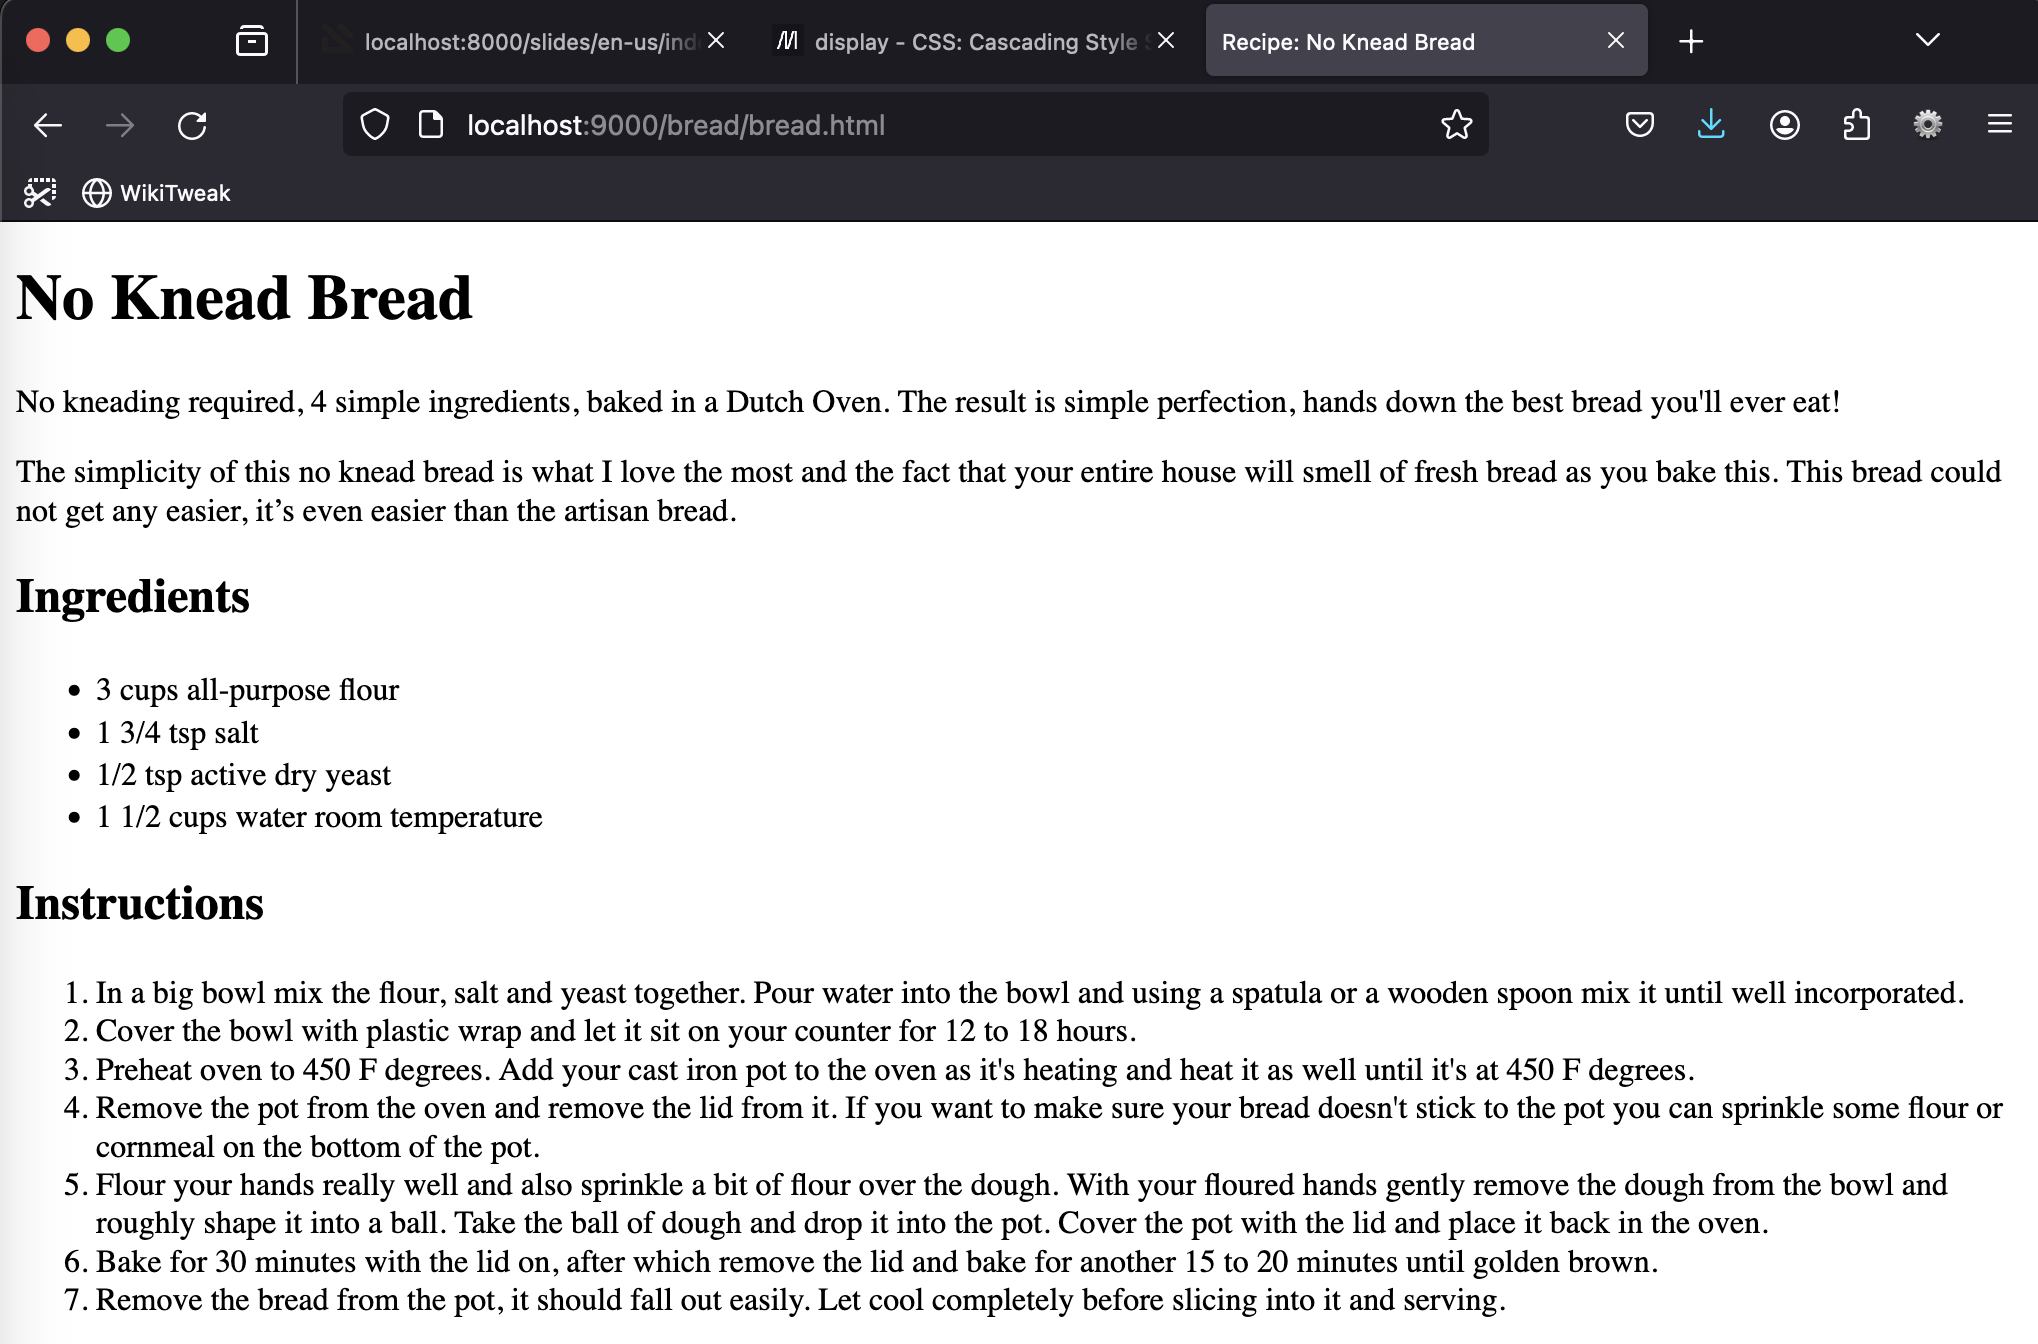 localhost:8000/slides/en-us/ind
display - CSS: Cascading Style
Recipe: No Knead Bread
localhost:9000/bread/bread.html
WikiTweak
No Knead Bread
No kneading required, 4 simple ingredients, baked in a Dutch Oven. The result is simple perfection, hands down the best bread you'll ever eat!
The simplicity of this no knead bread is what I love the most and the fact that your entire house will smell of fresh bread as you bake this. This bread could
not get any easier, it’s even easier than the artisan bread.
Ingredients
• 3 cups all-purpose flour
• 1 3/4 tsp salt
• 1/2 tsp active dry yeast
• 1 1/2 cups water room temperature
Instructions
1. In a big bowl mix the flour, salt and yeast together. Pour water into the bowl and using a spatula or a wooden spoon mix it until well incorporated.
2. Cover the bowl with plastic wrap and let it sit on your counter for 12 to 18 hours.
3. Preheat oven to 450 F degrees. Add your cast iron pot to the oven as it's heating and heat it as well until it's at 450 F degrees.
4. Remove the pot from the oven and remove the lid from it. If you want to make sure your bread doesn't stick to the pot you can sprinkle some flour or
cornmeal on the bottom of the pot.
5. Flour your hands really well and also sprinkle a bit of flour over the dough. With your floured hands gently remove the dough from the bowl and
roughly shape it into a ball. Take the ball of dough and drop it into the pot. Cover the pot with the lid and place it back in the oven.
6. Bake for 30 minutes with the lid on, after which remove the lid and bake for another 15 to 20 minutes until golden brown.
7. Remove the bread from the pot, it should fall out easily. Let cool completely before slicing into it and serving.